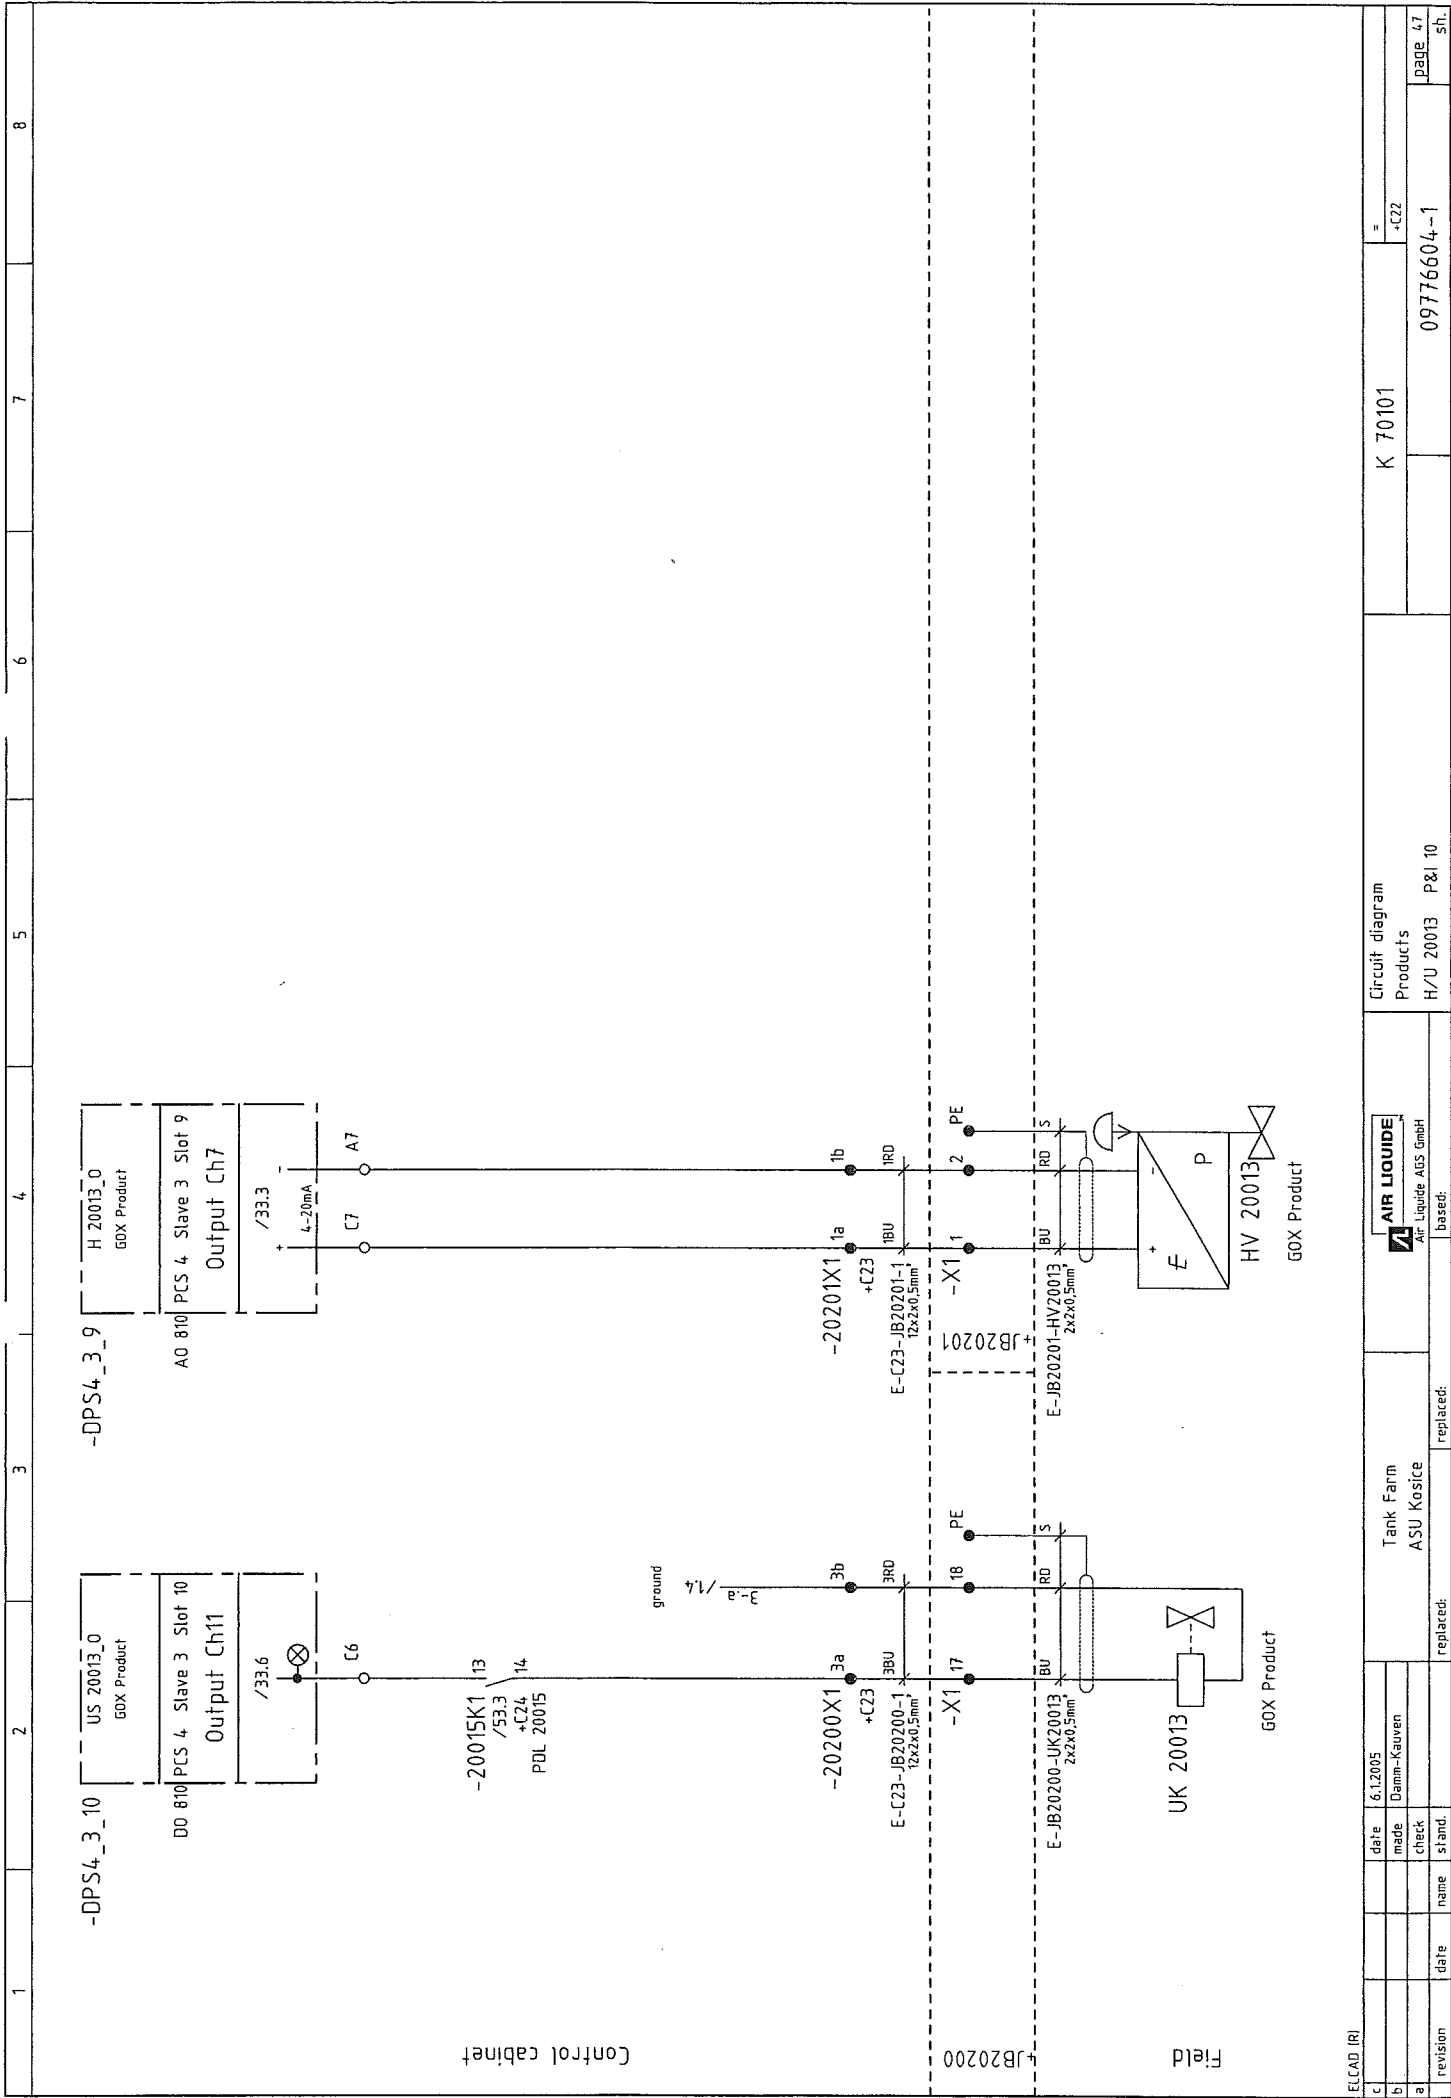 1 2 3 4 5 6 7 8
-DPS4_3_10
US 20013_O
GOX Product
DO 810 PCS 4 Slave 3 Slot 10
Output Ch11
/33.6
C6
-20015K1
/53.3
+C24
PDL 20015
13
14
ground
3-.a /1.4
-20200X1
+C23
3a
3b
E-C23-JB20200-1
12x2x0,5mm²
3BU
3RD
-X1
17
18
PE
E-JB20200-UK20013
2x2x0,5mm²
BU
RD
S
UK 20013
GOX Product
-DPS4_3_9
H 20013_O
GOX Product
AO 810 PCS 4 Slave 3 Slot 9
Output Ch7
/33.3
+
-
4-20mA
C7
A7
-20201X1
+C23
1a
1b
E-C23-JB20201-1
12x2x0,5mm²
1BU
1RD
+JB20201
-X1
1
2
PE
E-JB20201-HV20013
2x2x0,5mm²
BU
RD
S
+
-
E
P
HV 20013
GOX Product
Control cabinet
+JB20200
Field
ELCAD (R)
c
b
a
revision
date
name
date 6.1.2005
made Damm-Kauven
check
stand.
Tank Farm
ASU Kosice
replaced:
replaced:
AIR LIQUIDE
Air Liquide AGS GmbH
based:
Circuit diagram
Products
H/U 20013 P&I 10
K 70101
=
+C22
09776604-1
page 47
sh.